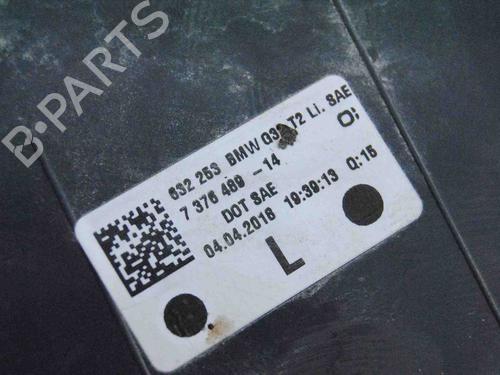 B-PARTS
632 253 BMW G30 T2 Li. SAE
7 376 469 -14
DOT SAE
04.04.2018 19:39:13 Q:15
L